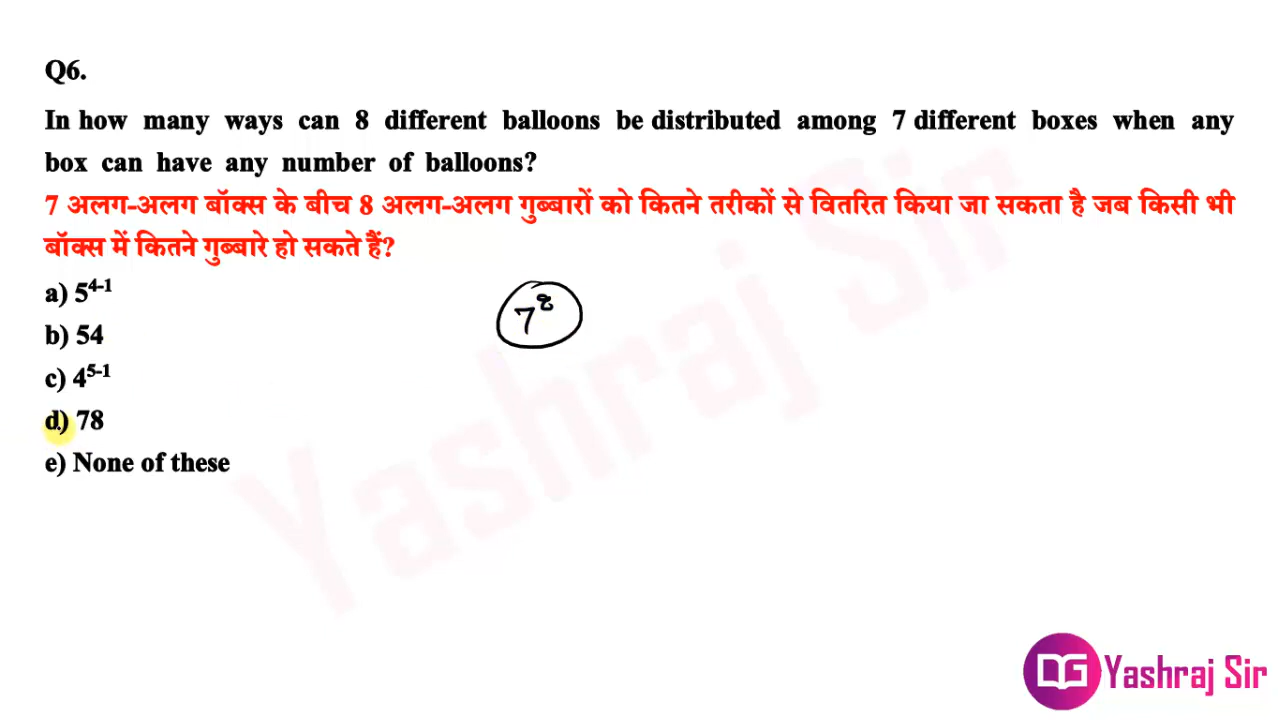 Q6.
In how many ways can 8 different balloons be distributed among 7 different boxes when any
box can have any number of balloons?
7 अलग-अलग बॉक्स के बीच 8 अलग-अलग गुब्बारों को कितने तरीकों से वितरित किया जा सकता है जब किसी भी
बॉक्स में कितने गुब्बारे हो सकते हैं?
a) 5⁴⁻¹
7⁸
b) 54
c) 4⁵⁻¹
d) 78
e) None of these
Yashraj Sir
DG Yashraj Sir